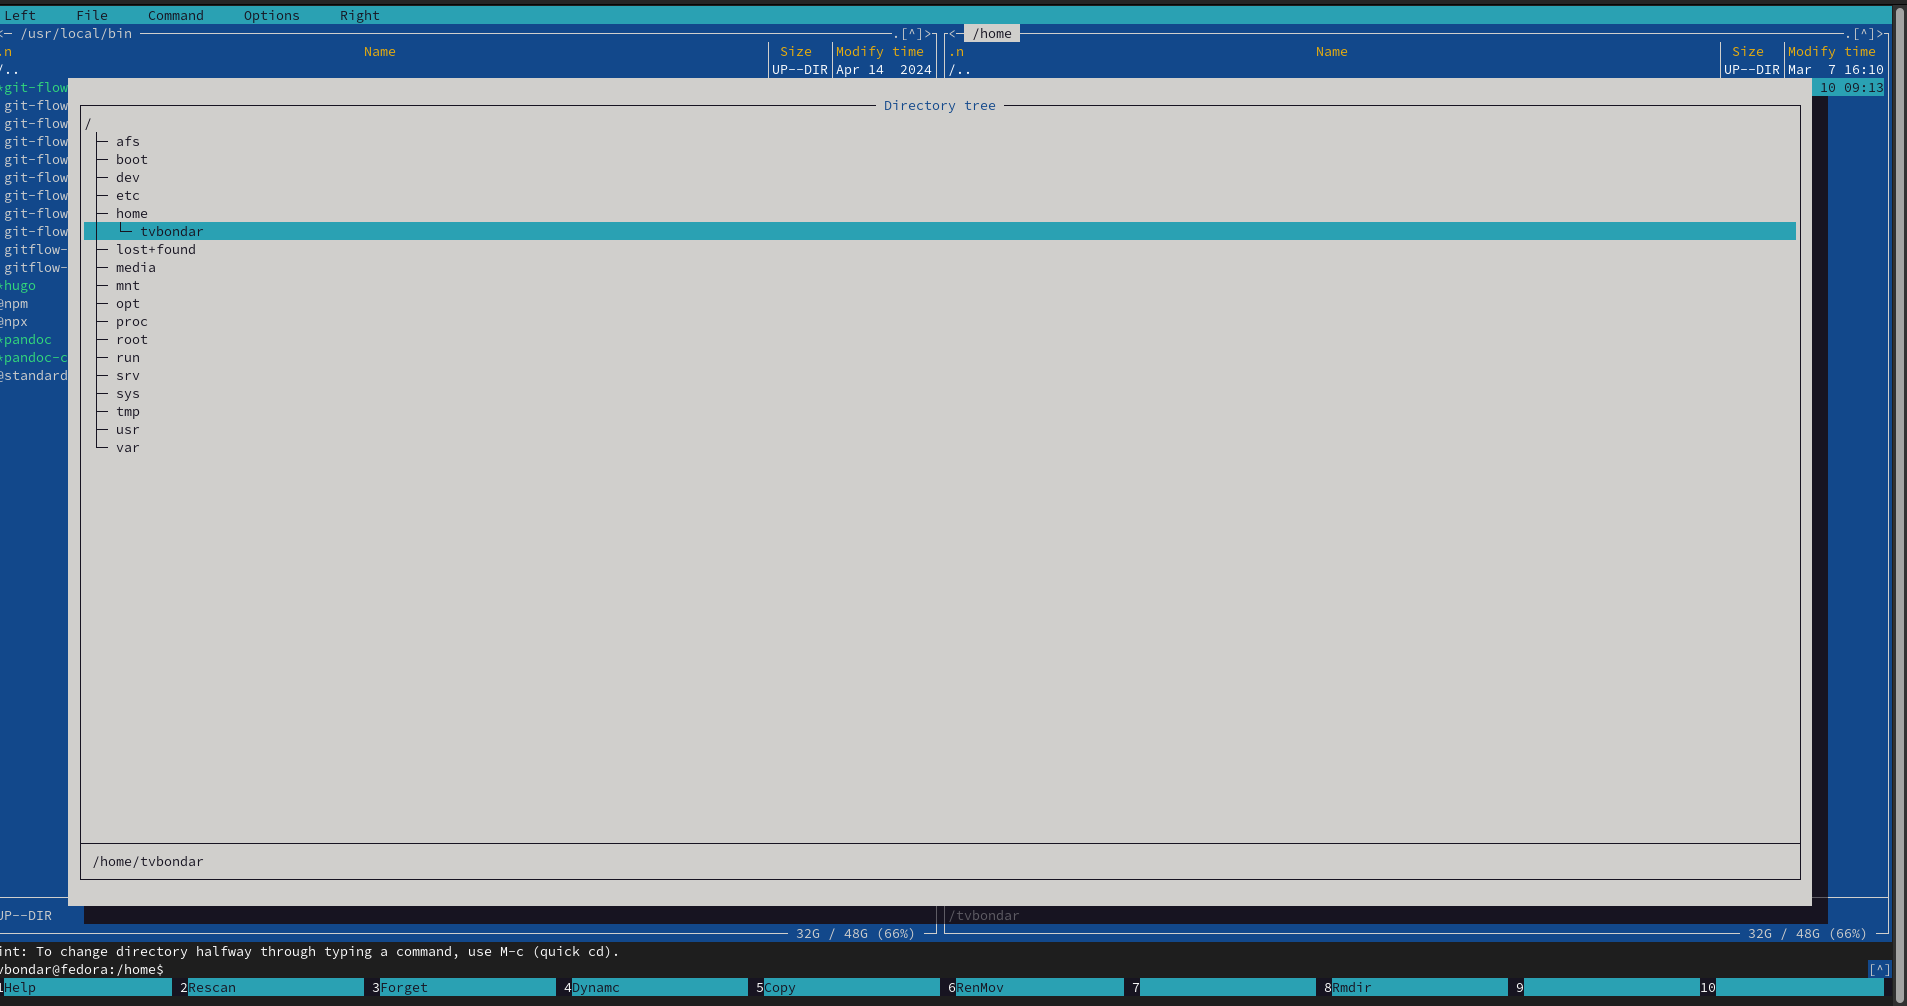 Left File Command Options Right
<─ /usr/local/bin .[^]> <─ /home .[^]>
.n Name Size Modify time .n Name Size Modify time
/.. UP--DIR Apr 14 2024 /.. UP--DIR Mar 7 16:10
*git-flow 10 09:13
git-flow Directory tree
git-flow /
git-flow afs
git-flow boot
git-flow dev
git-flow etc
git-flow home
git-flow tvbondar
gitflow- lost+found
gitflow- media
*hugo mnt
@npm opt
@npx proc
*pandoc root
*pandoc-c run
@standard srv
sys
tmp
usr
var
/home/tvbondar
UP--DIR /tvbondar
32G / 48G (66%) 32G / 48G (66%)
int: To change directory halfway through typing a command, use M-c (quick cd).
vbondar@fedora:/home$ [^]
1Help 2Rescan 3Forget 4Dynamc 5Copy 6RenMov 7 8Rmdir 9 10